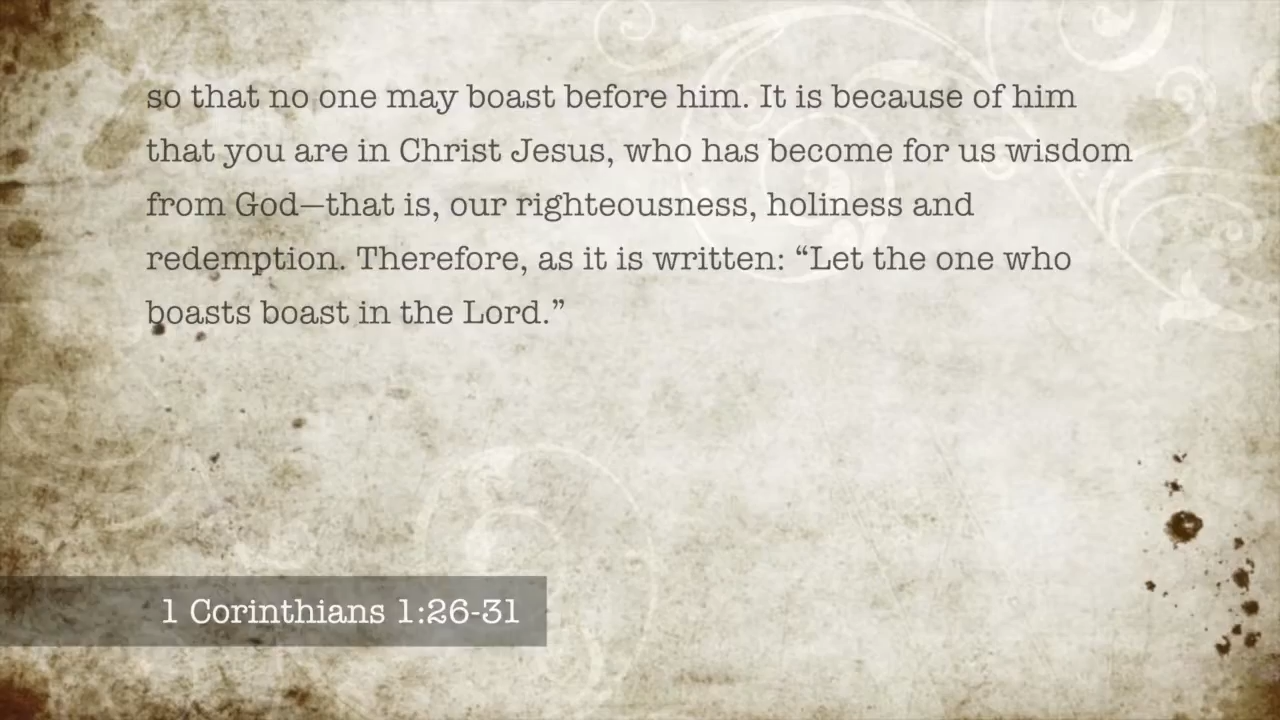 so that no one may boast before him. It is because of him
that you are in Christ Jesus, who has become for us wisdom
from God—that is, our righteousness, holiness and
redemption. Therefore, as it is written: “Let the one who
boasts boast in the Lord.”
1 Corinthians 1:26-31